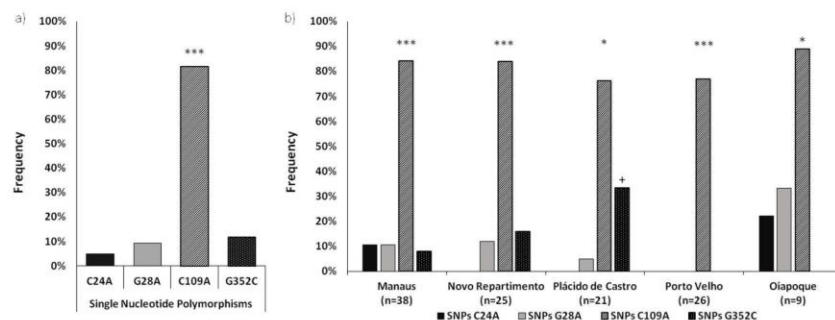 a)
100%
90%
80%
70%
60%
50%
40%
30%
20%
10%
0%
Frequency
***
C24A G28A C109A G352C
Single Nucleotide Polymorphisms
b)
100%
90%
80%
70%
60%
50%
40%
30%
20%
10%
0%
Frequency
*** *** * *** *
+
Manaus Novo Repartimento Plácido de Castro Porto Velho Oiapoque
(n=38) (n=25) (n=21) (n=26) (n=9)
SNPs C24A SNPs G28A SNPs C109A SNPs G352C